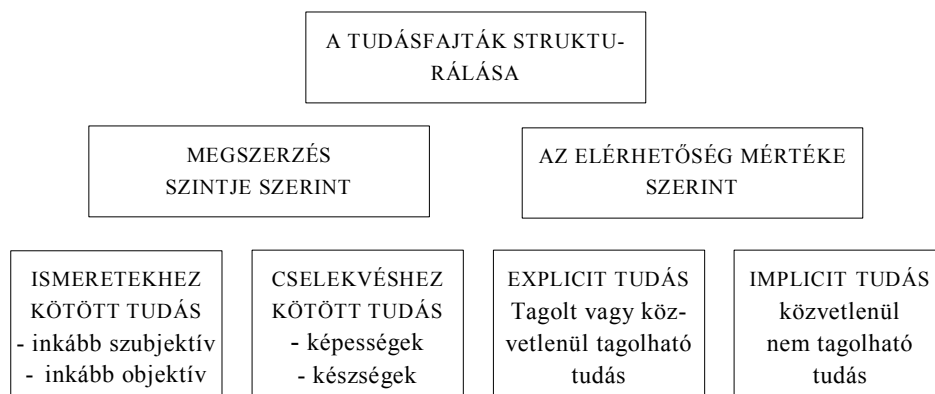 A TUDÁSFAJTÁK STRUKTU-
RÁLÁSA
MEGSZERZÉS
SZINTJE SZERINT
AZ ELÉRHETŐSÉG MÉRTÉKE
SZERINT
ISMERETEKHEZ
KÖTÖTT TUDÁS
- inkább szubjektív
- inkább objektív
CSELEKVÉSHEZ
KÖTÖTT TUDÁS
- képességek
- készségek
EXPLICIT TUDÁS
Tagolt vagy köz-
vetlenül tagolható
tudás
IMPLICIT TUDÁS
közvetlenül
nem tagolható
tudás